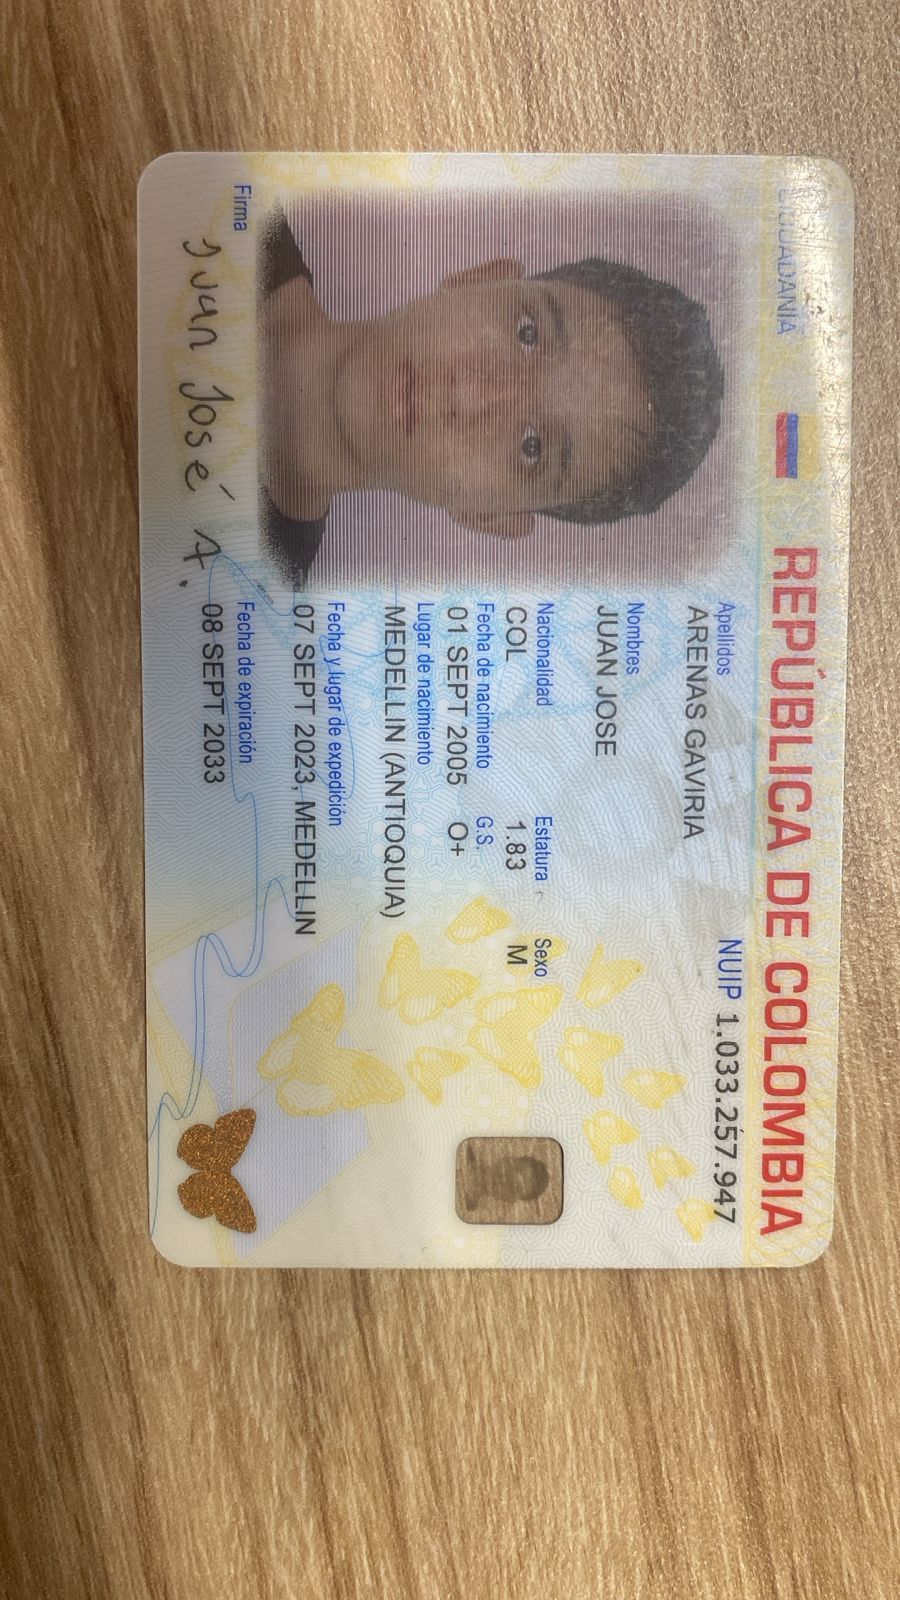 CIUDADANÍA
REPÚBLICA DE COLOMBIA
NUIP 1.033.257.947
Apellidos
ARENAS GAVIRIA
Nombres
JUAN JOSE
Nacionalidad Estatura Sexo
COL 1.83 M
Fecha de nacimiento G.S.
01 SEPT 2005 O+
Lugar de nacimiento
MEDELLIN (ANTIOQUIA)
Fecha y lugar de expedición
07 SEPT 2023, MEDELLIN
Fecha de expiración
08 SEPT 2033
Firma
Juan José A.